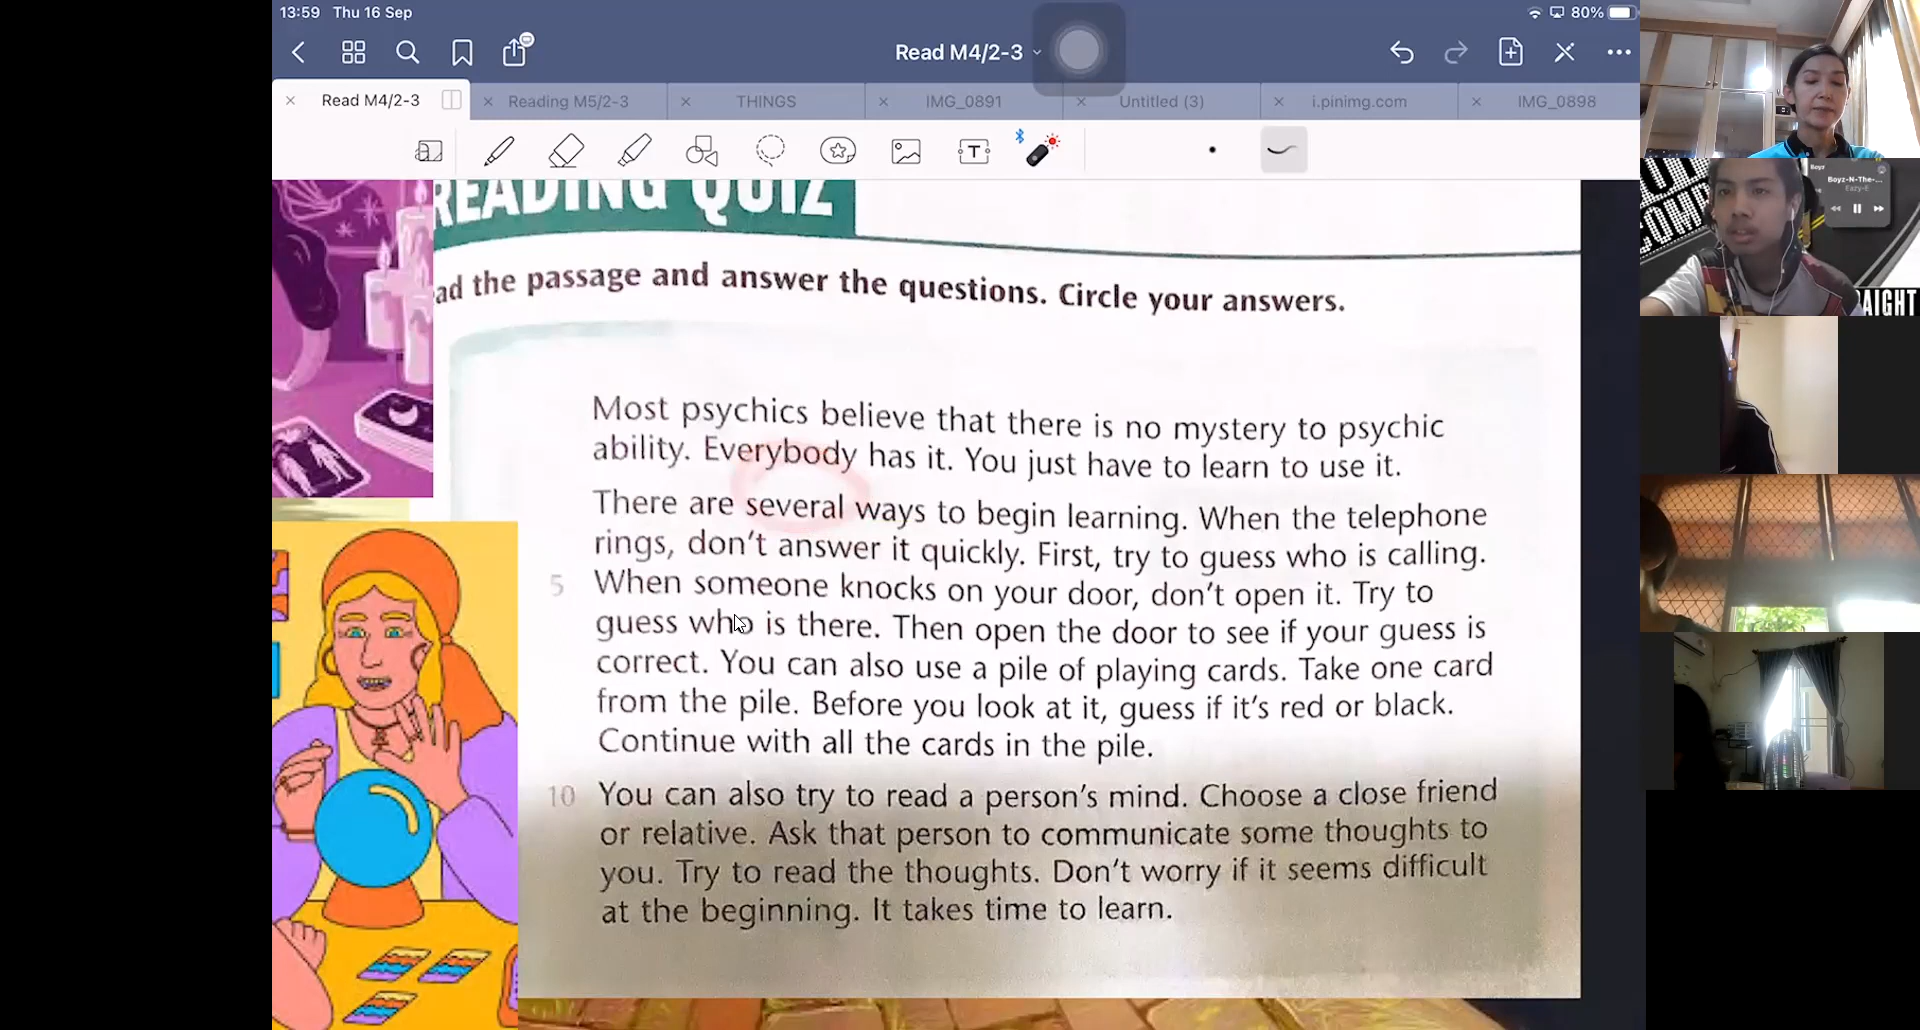 13:59 Thu 16 Sep
80%
Read M4/2-3
Read M4/2-3
Reading M5/2-3
THINGS
IMG_0891
Untitled (3)
i.pinimg.com
IMG_0898
READING QUIZ
ad the passage and answer the questions. Circle your answers.
Most psychics believe that there is no mystery to psychic
ability. Everybody has it. You just have to learn to use it.
There are several ways to begin learning. When the telephone
rings, don't answer it quickly. First, try to guess who is calling.
5 When someone knocks on your door, don't open it. Try to
guess who is there. Then open the door to see if your guess is
correct. You can also use a pile of playing cards. Take one card
from the pile. Before you look at it, guess if it's red or black.
Continue with all the cards in the pile.
10 You can also try to read a person's mind. Choose a close friend
or relative. Ask that person to communicate some thoughts to
you. Try to read the thoughts. Don't worry if it seems difficult
at the beginning. It takes time to learn.
Boyz
Boyz-N-The-...
Eazy-E
COMP
AIGHT